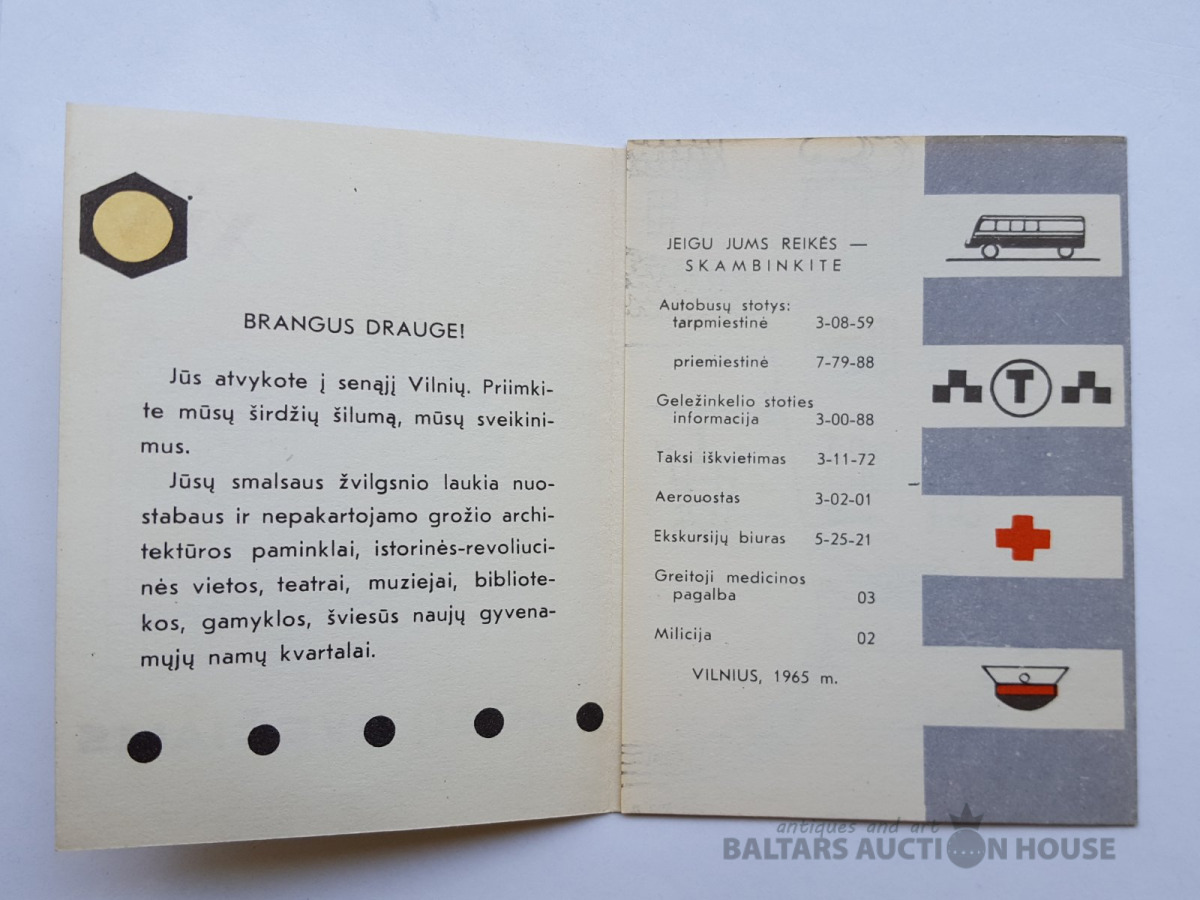 BRANGUS DRAUGE!
Jūs atvykote į senąjį Vilnių. Priimki-
te mūsų širdžių šilumą, mūsų sveikini-
mus.
Jūsų smalsaus žvilgsnio laukia nuo-
stabaus ir nepakartojamo grožio archi-
tektūros paminklai, istorinės-revoliuci-
nės vietos, teatrai, muziejai, bibliote-
kos, gamyklos, šviesūs naujų gyvena-
mųjų namų kvartalai.
JEIGU JUMS REIKĖS —
SKAMBINKITE
Autobusų stotys:
tarpmiestinė 3-08-59
priemiestinė 7-79-88
Geležinkelio stoties
informacija 3-00-88
Taksi iškvietimas 3-11-72
Aerouostas 3-02-01
Ekskursijų biuras 5-25-21
Greitoji medicinos
pagalba 03
Milicija 02
VILNIUS, 1965 m.
T
antiques and art
BALTARS AUCTION HOUSE